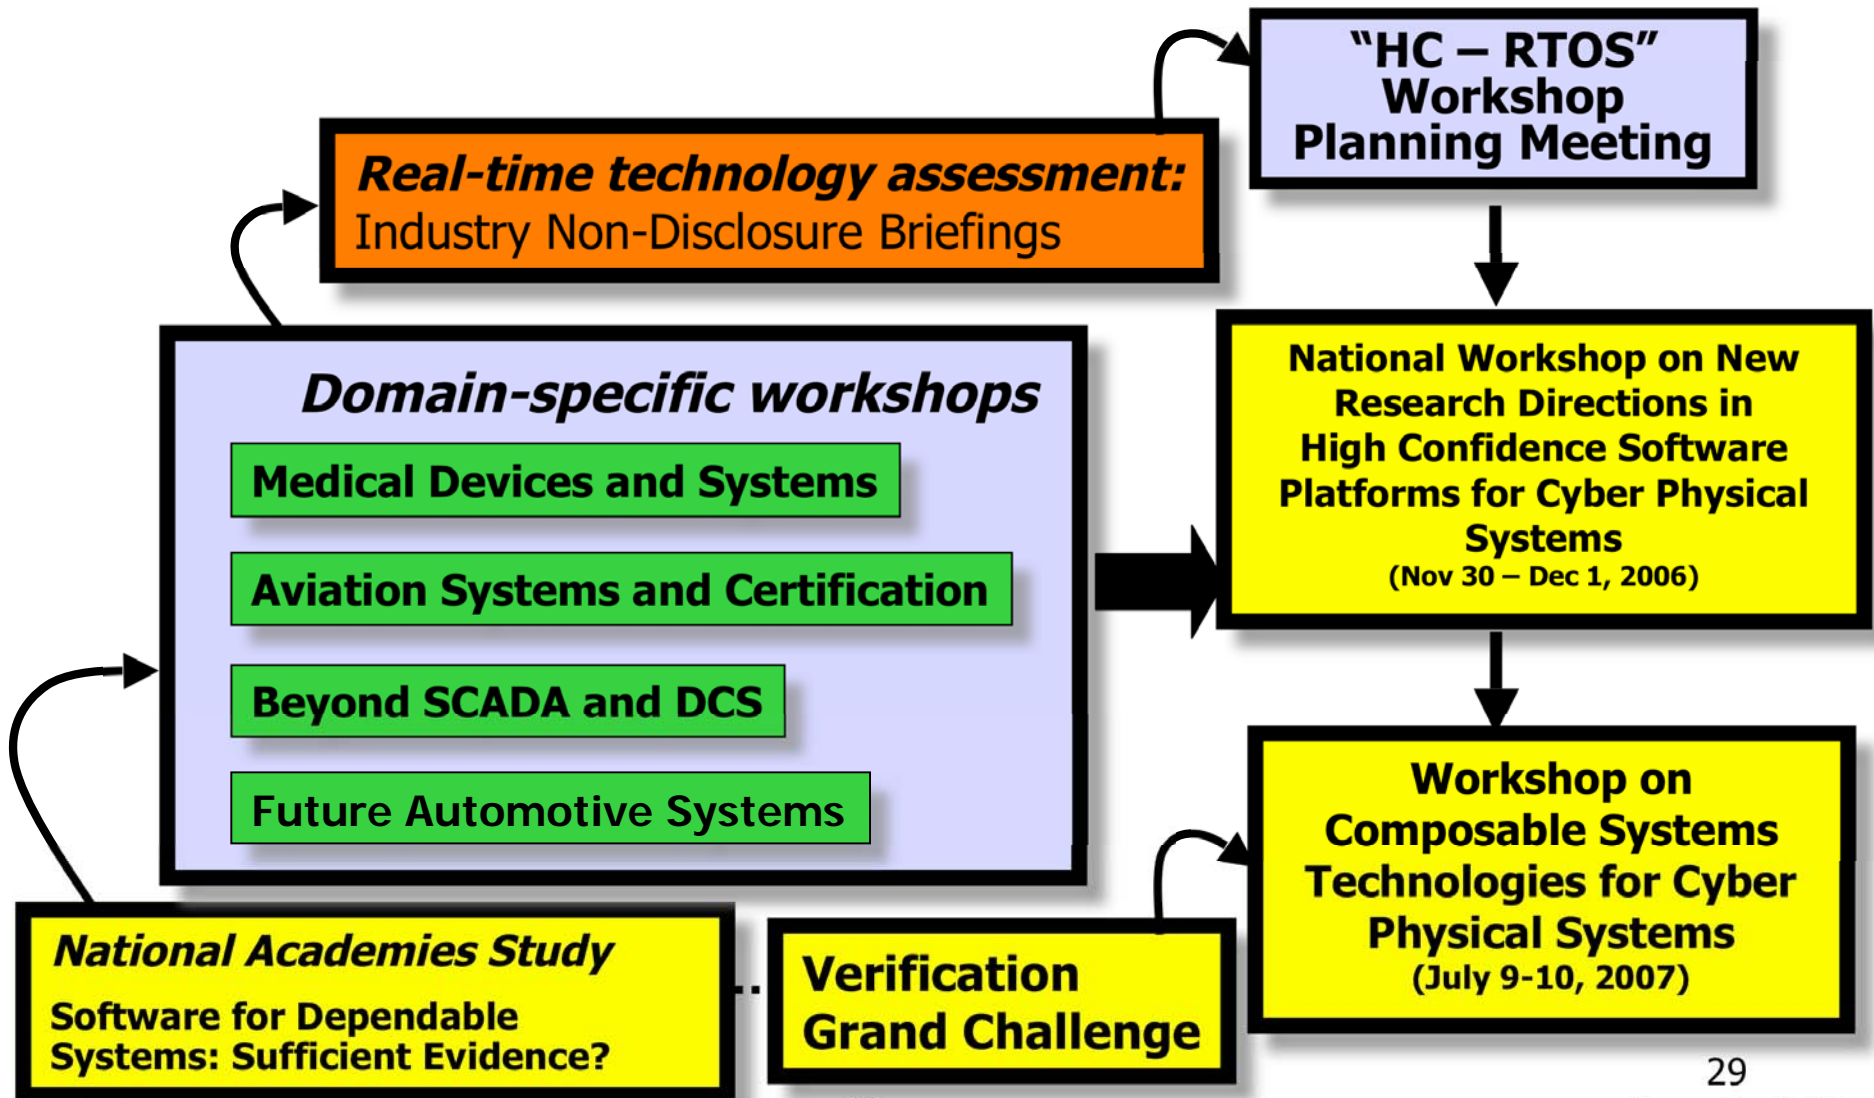 "HC – RTOS"
Workshop
Planning Meeting
Real-time technology assessment:
Industry Non-Disclosure Briefings
Domain-specific workshops
Medical Devices and Systems
Aviation Systems and Certification
Beyond SCADA and DCS
Future Automotive Systems
National Workshop on New
Research Directions in
High Confidence Software
Platforms for Cyber Physical
Systems
(Nov 30 – Dec 1, 2006)
Workshop on
Composable Systems
Technologies for Cyber
Physical Systems
(July 9-10, 2007)
National Academies Study
Software for Dependable
Systems: Sufficient Evidence?
..
Verification
Grand Challenge
29